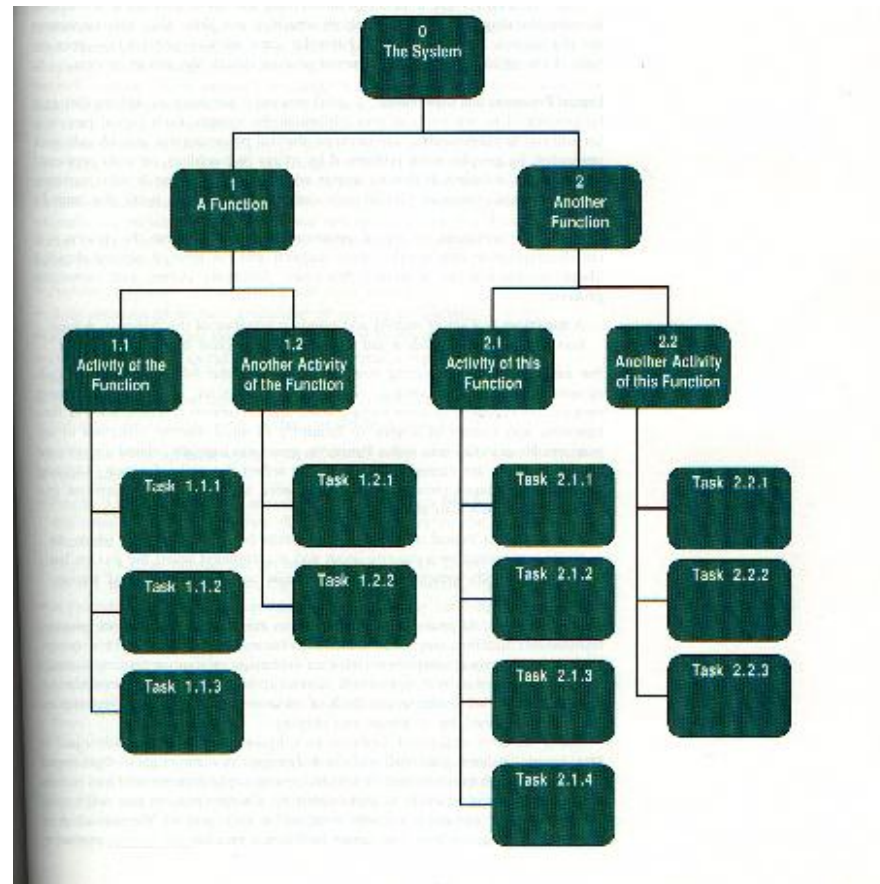 0
The System
1
A Function
2
Another
Function
1.1
Activity of the
Function
1.2
Another Activity
of the Function
2.1
Activity of this
Function
2.2
Another Activity
of this Function
Task 1.1.1
Task 1.2.1
Task 2.1.1
Task 2.2.1
Task 1.1.2
Task 1.2.2
Task 2.1.2
Task 2.2.2
Task 1.1.3
Task 2.1.3
Task 2.2.3
Task 2.1.4